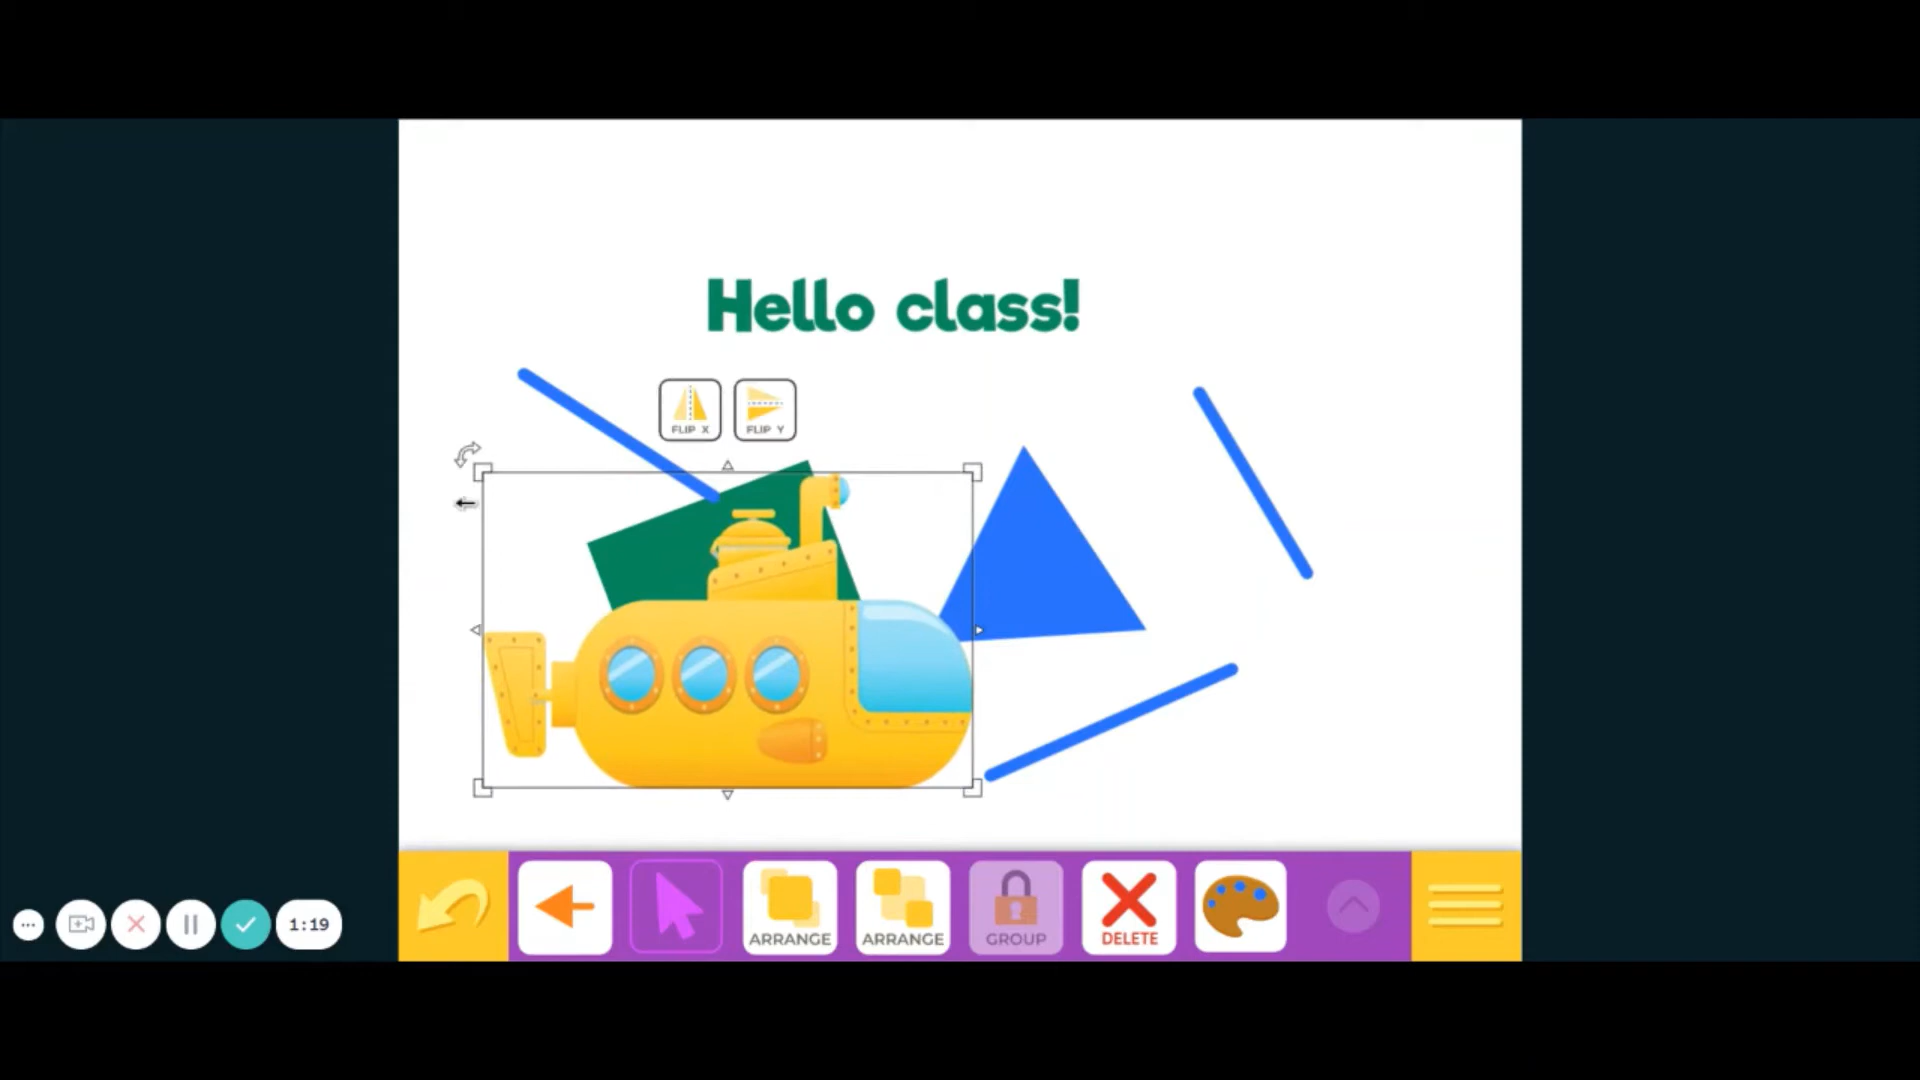 Hello class!
FLIP X
FLIP Y
ARRANGE
ARRANGE
GROUP
DELETE
1:19